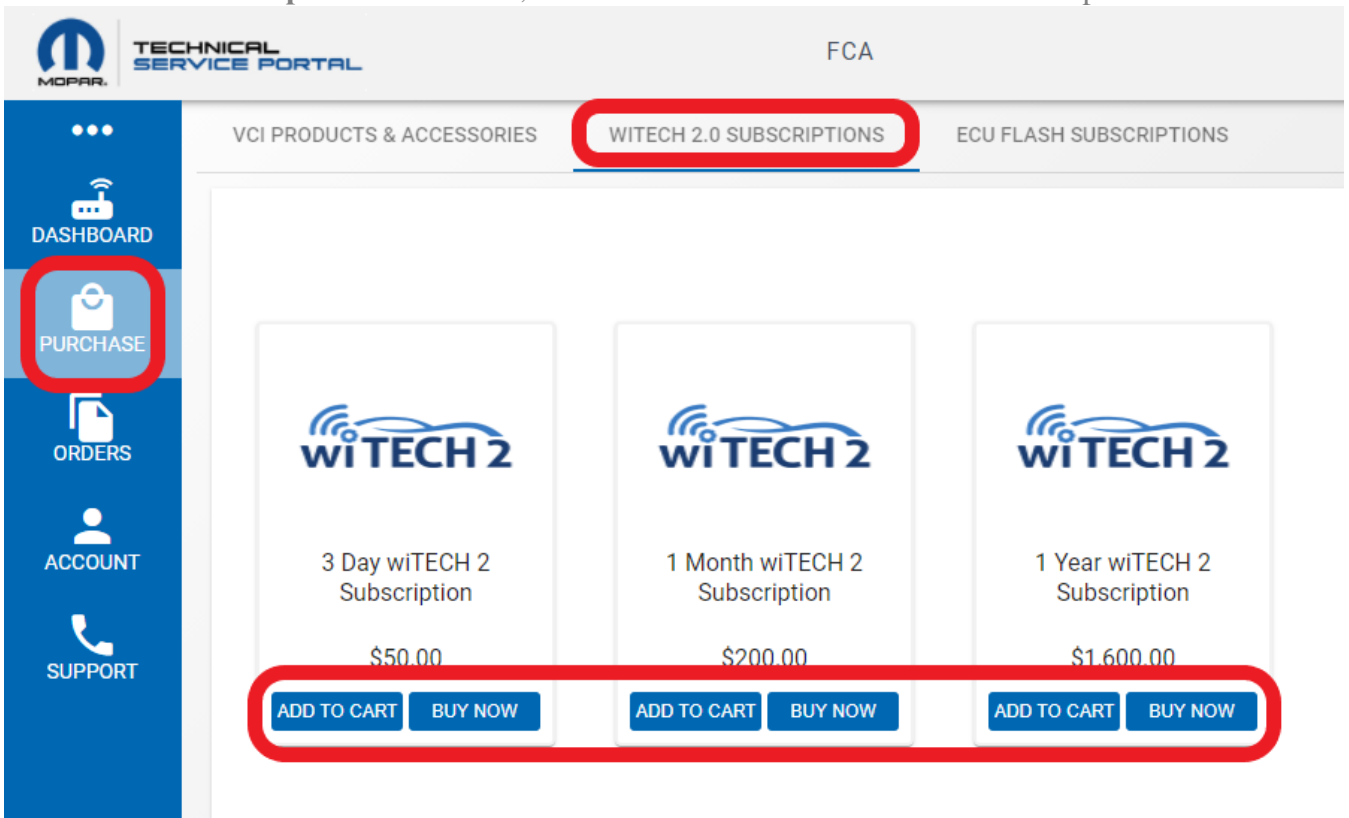 TECHNICAL
SERVICE PORTAL
MOPAR.
FCA
VCI PRODUCTS & ACCESSORIES
WITECH 2.0 SUBSCRIPTIONS
ECU FLASH SUBSCRIPTIONS
DASHBOARD
PURCHASE
ORDERS
ACCOUNT
SUPPORT
wiTECH 2
3 Day wiTECH 2
Subscription
$50.00
ADD TO CART BUY NOW
wiTECH 2
1 Month wiTECH 2
Subscription
$200.00
ADD TO CART BUY NOW
wiTECH 2
1 Year wiTECH 2
Subscription
$1,600.00
ADD TO CART BUY NOW